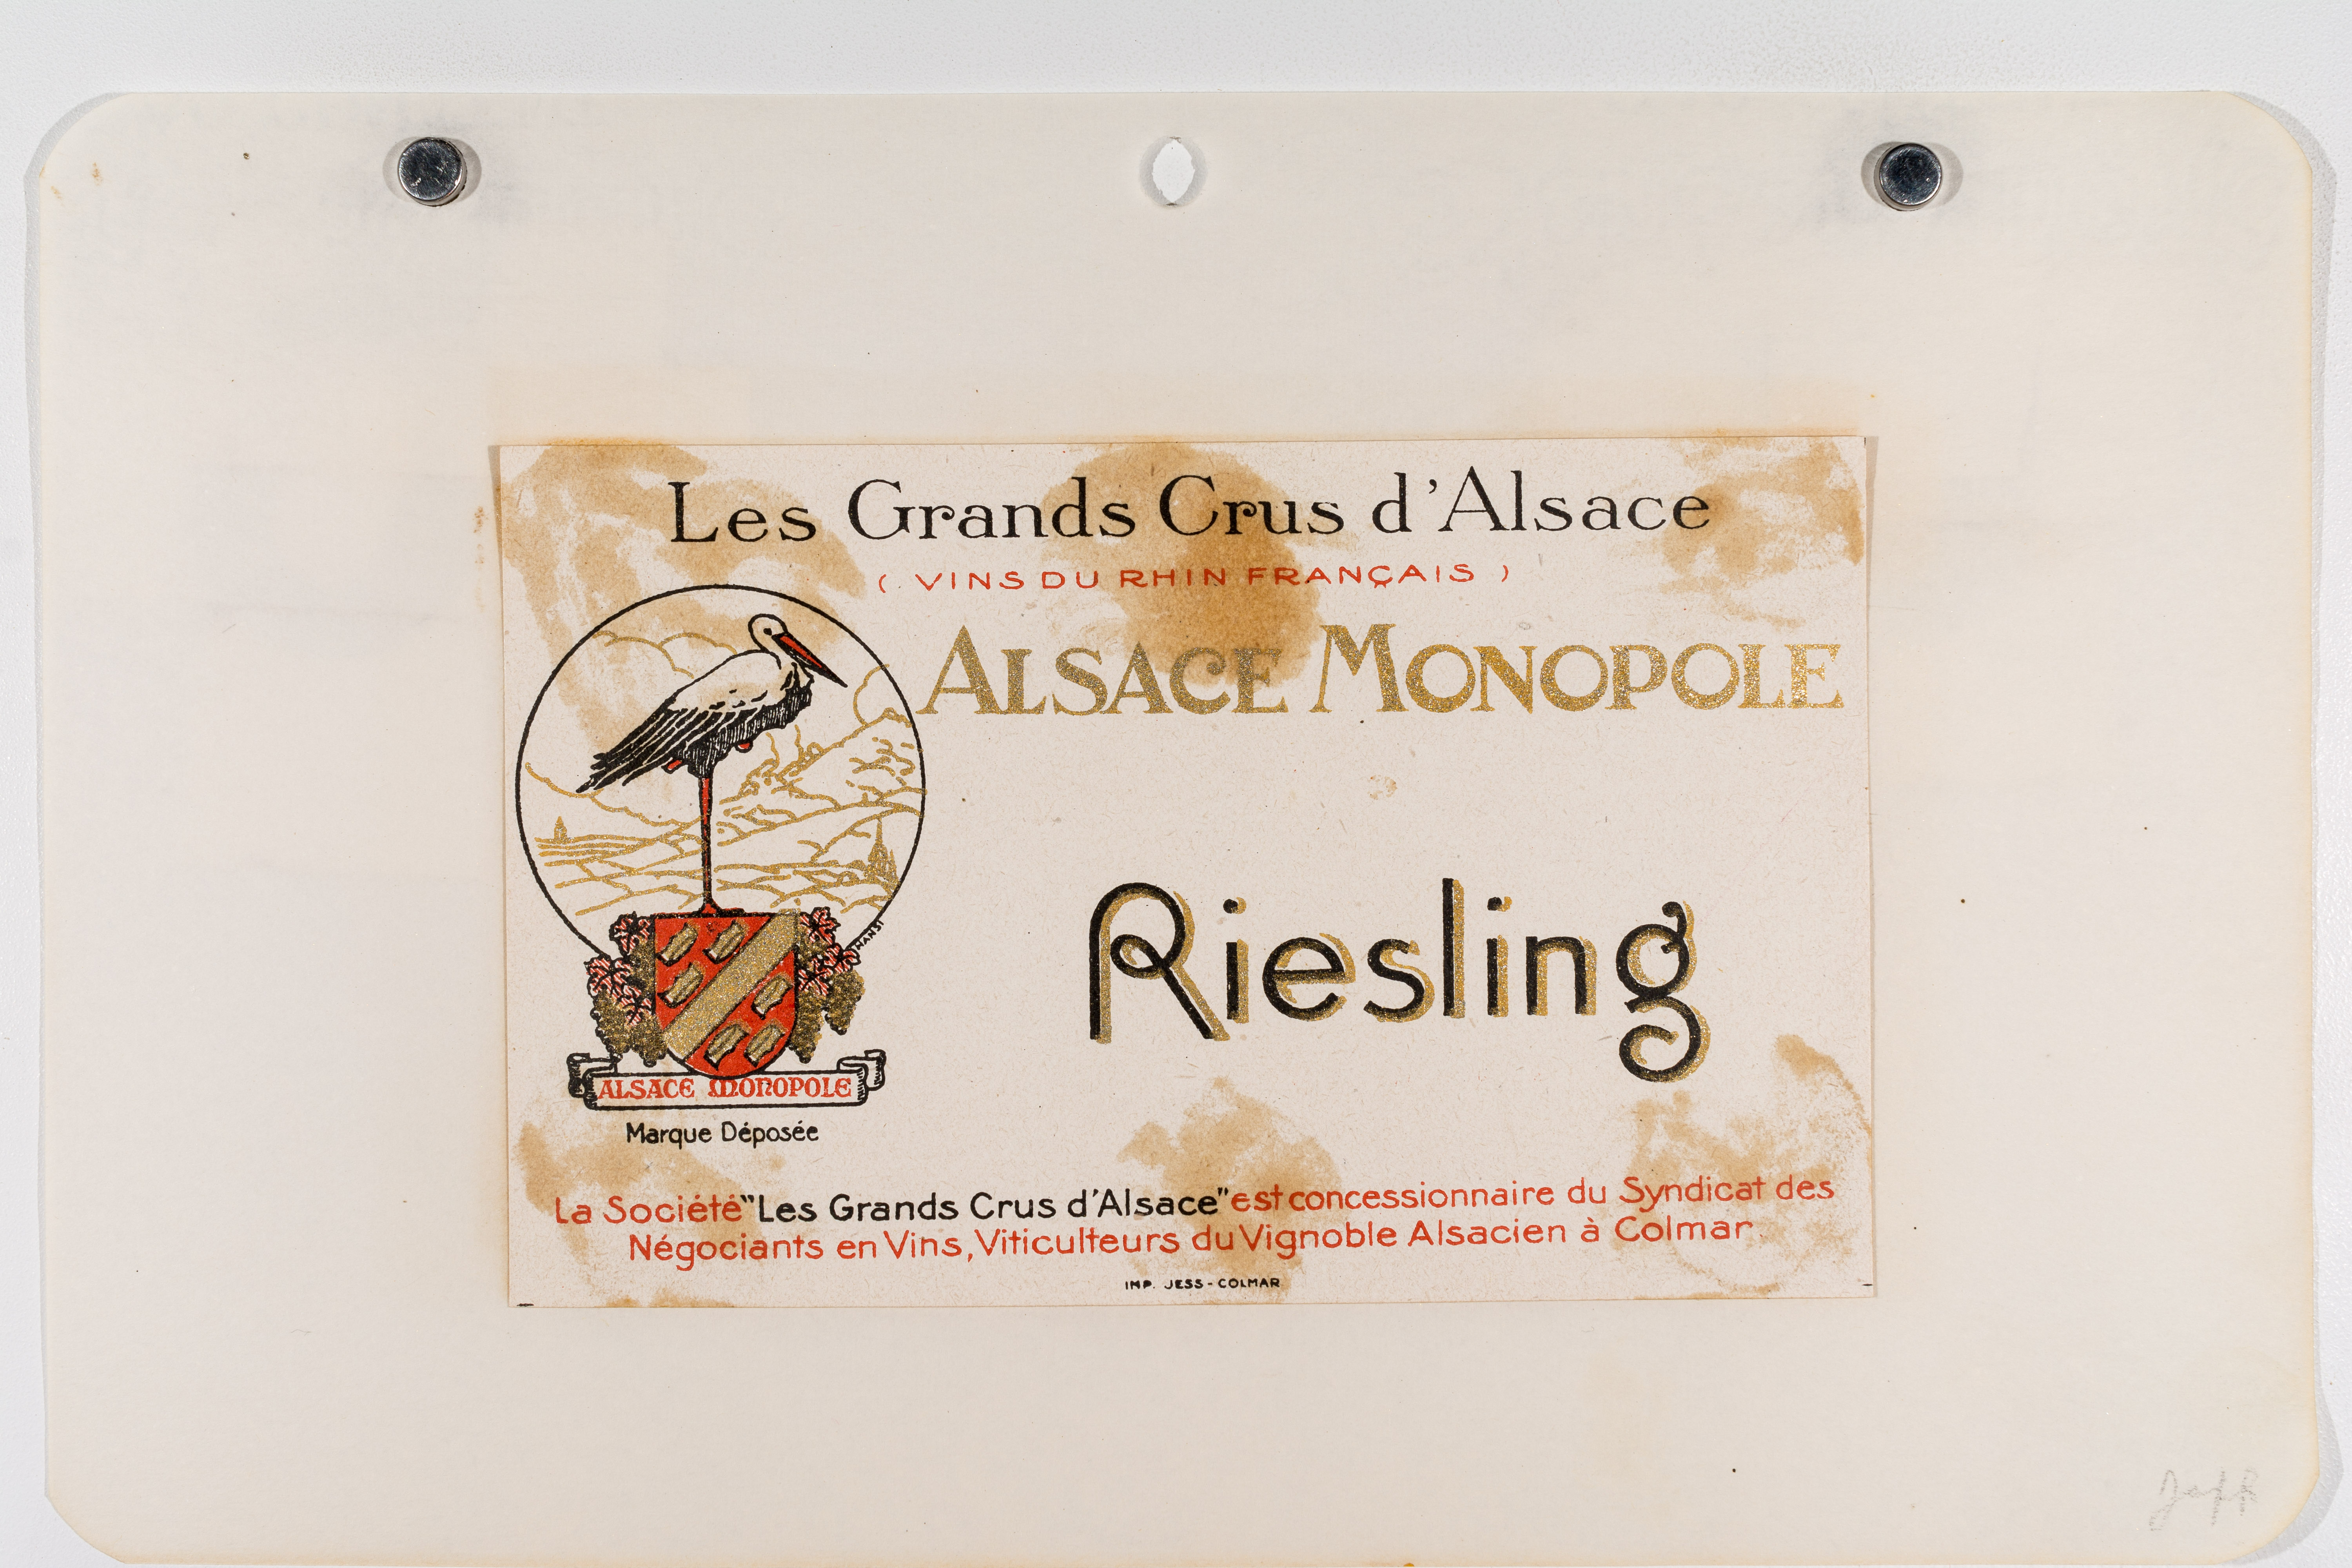 Les Grands Crus d'Alsace
( VINS DU RHIN FRANÇAIS )
ALSACE MONOPOLE
Riesling
HANSI
ALSACE MONOPOLE
Marque Déposée
La Société "Les Grands Crus d'Alsace" est concessionnaire du Syndicat des
Négociants en Vins, Viticulteurs du Vignoble Alsacien à Colmar.
IMP. JESS - COLMAR